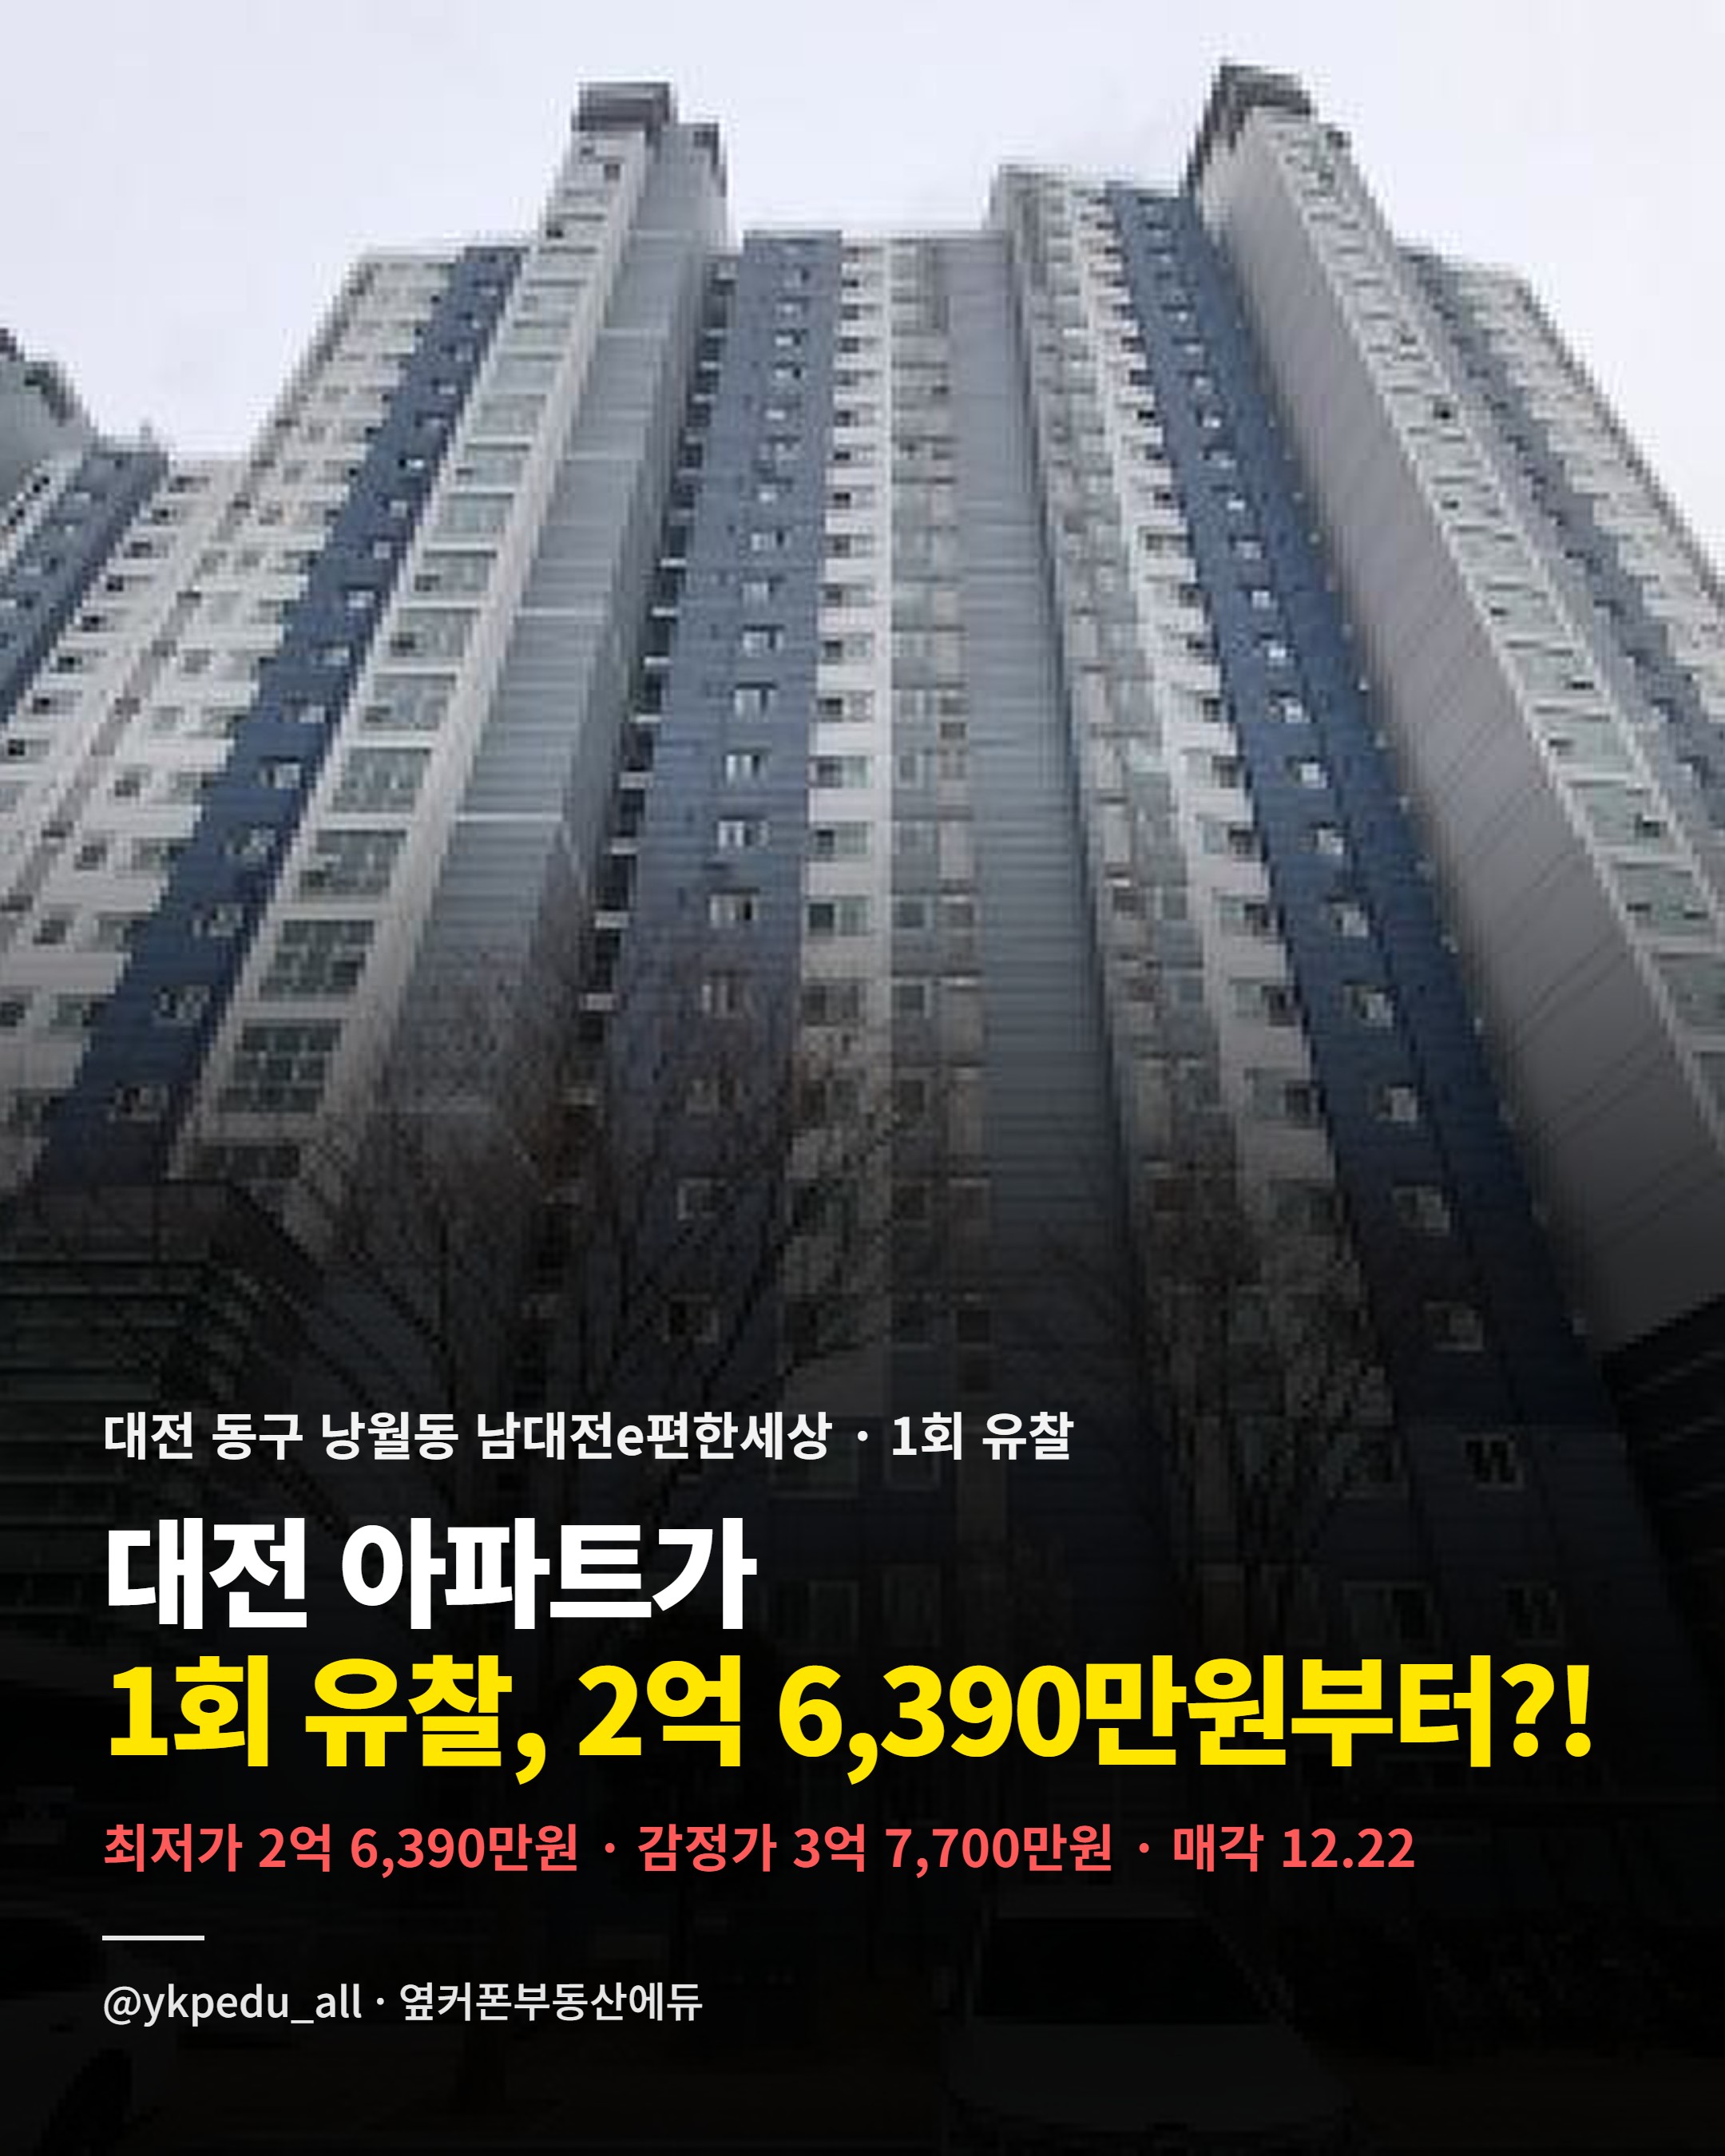 대전 동구 낭월동 남대전e편한세상 · 1회 유찰
대전 아파트가
1회 유찰, 2억 6,390만원부터?!
최저가 2억 6,390만원 · 감정가 3억 7,700만원 · 매각 12.22
@ykpedu_all · 옆커폰부동산에듀